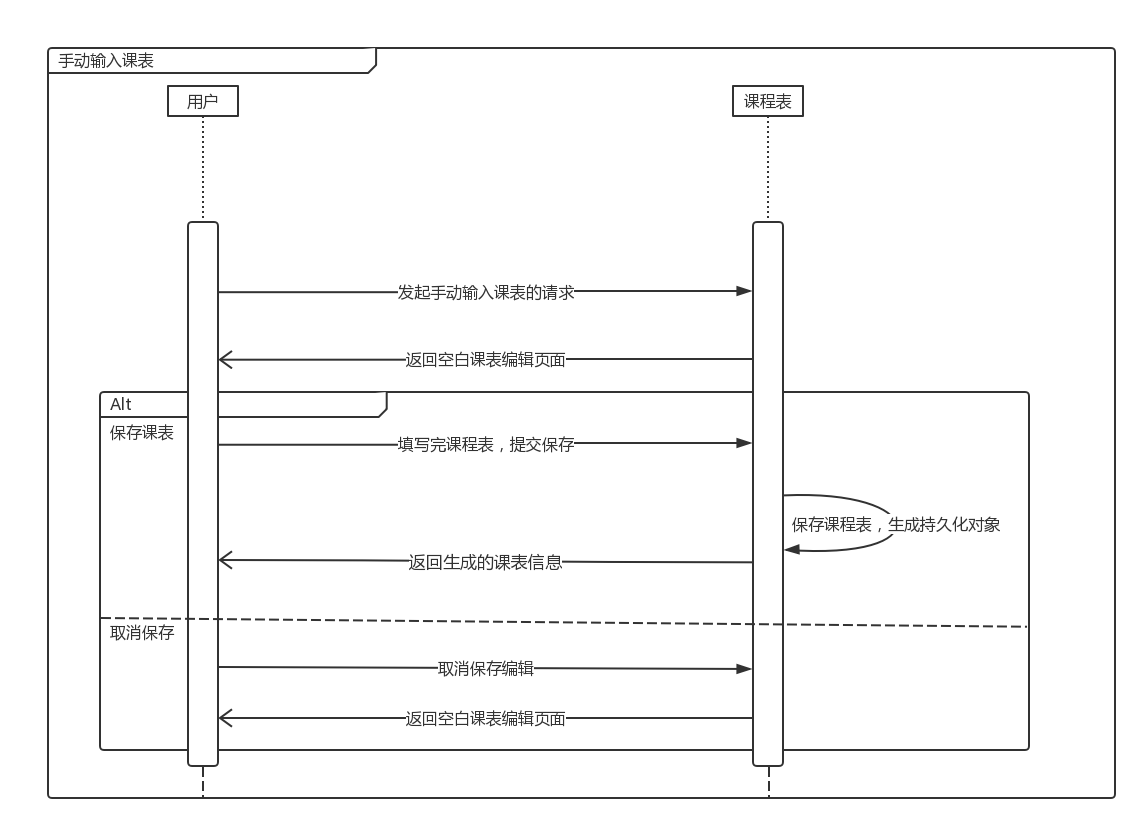 手动输入课表
用户
课程表
发起手动输入课表的请求
返回空白课表编辑页面
Alt
保存课表
填写完课程表，提交保存
保存课程表，生成持久化对象
返回生成的课表信息
取消保存
取消保存编辑
返回空白课表编辑页面